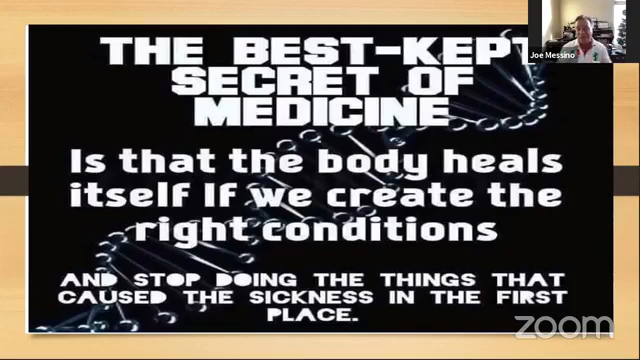 THE BEST-KEPT
SECRET OF
MEDICINE
Is that the body heals
itself If we create the
right conditions
AND STOP DOING THE THINGS THAT
CAUSED THE SICKNESS IN THE FIRST
PLACE.
Joe Messino
zoom